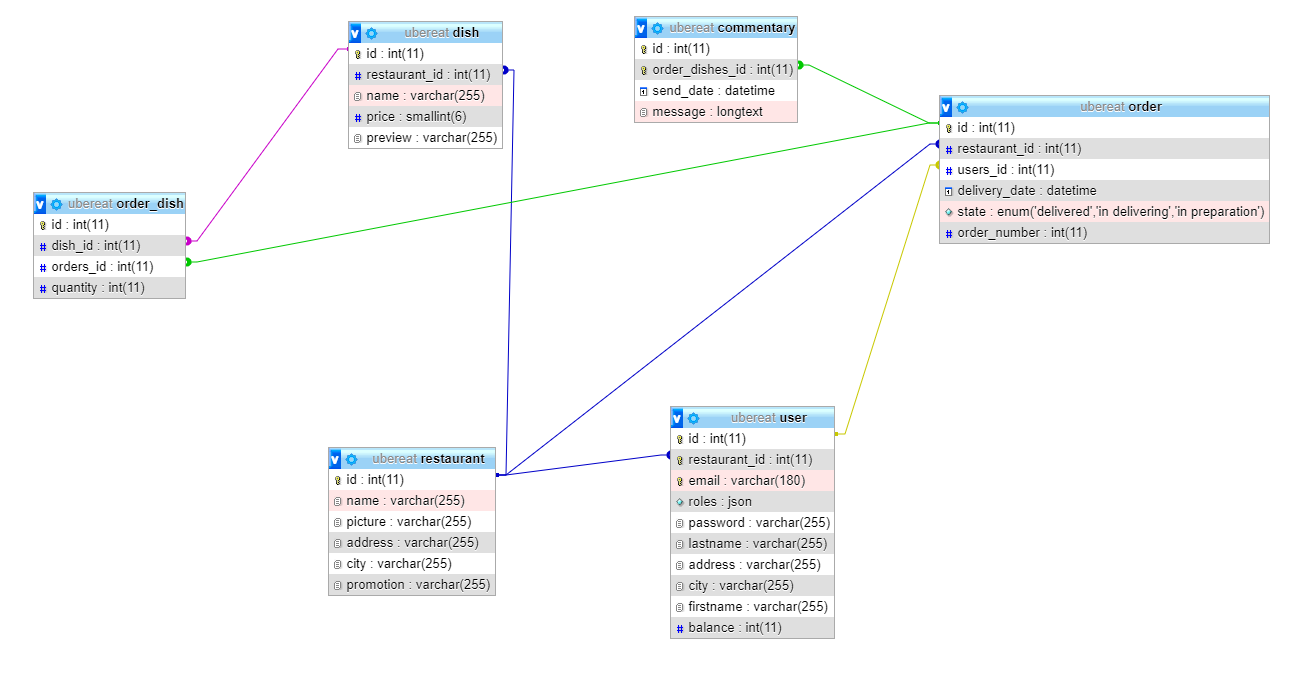 ubereat dish
id : int(11)
restaurant_id : int(11)
name : varchar(255)
price : smallint(6)
preview : varchar(255)
ubereat commentary
id : int(11)
order_dishes_id : int(11)
send_date : datetime
message : longtext
ubereat order
id : int(11)
restaurant_id : int(11)
users_id : int(11)
delivery_date : datetime
state : enum('delivered','in delivering','in preparation')
order_number : int(11)
ubereat order_dish
id : int(11)
dish_id : int(11)
orders_id : int(11)
quantity : int(11)
ubereat restaurant
id : int(11)
name : varchar(255)
picture : varchar(255)
address : varchar(255)
city : varchar(255)
promotion : varchar(255)
ubereat user
id : int(11)
restaurant_id : int(11)
email : varchar(180)
roles : json
password : varchar(255)
lastname : varchar(255)
address : varchar(255)
city : varchar(255)
firstname : varchar(255)
balance : int(11)